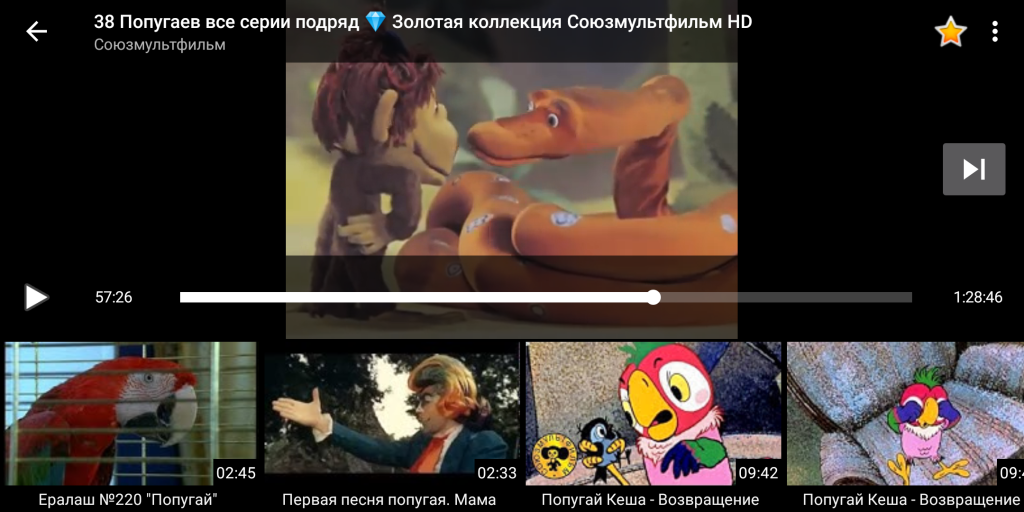 38 Попугаев все серии подряд 💎 Золотая коллекция Союзмультфильм HD
Союзмультфильм
57:26
1:28:46
02:45
02:33
09:42
Ералаш №220 "Попугай"
Первая песня попугая. Мама
Попугай Кеша - Возвращение
Попугай Кеша - Возвращение